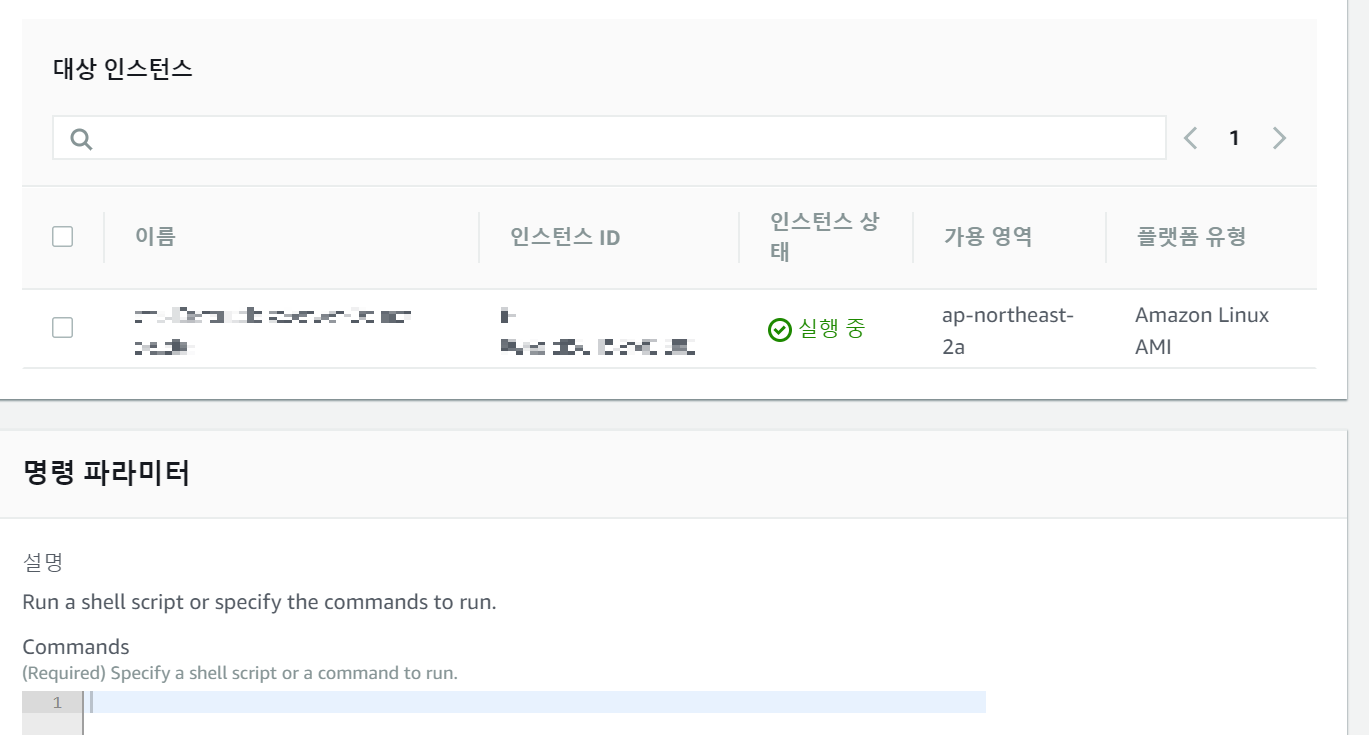 대상 인스턴스
1
이름
인스턴스 ID
인스턴스 상
태
가용 영역
플랫폼 유형
실행 중
ap-northeast-
2a
Amazon Linux
AMI
명령 파라미터
설명
Run a shell script or specify the commands to run.
Commands
(Required) Specify a shell script or a command to run.
1